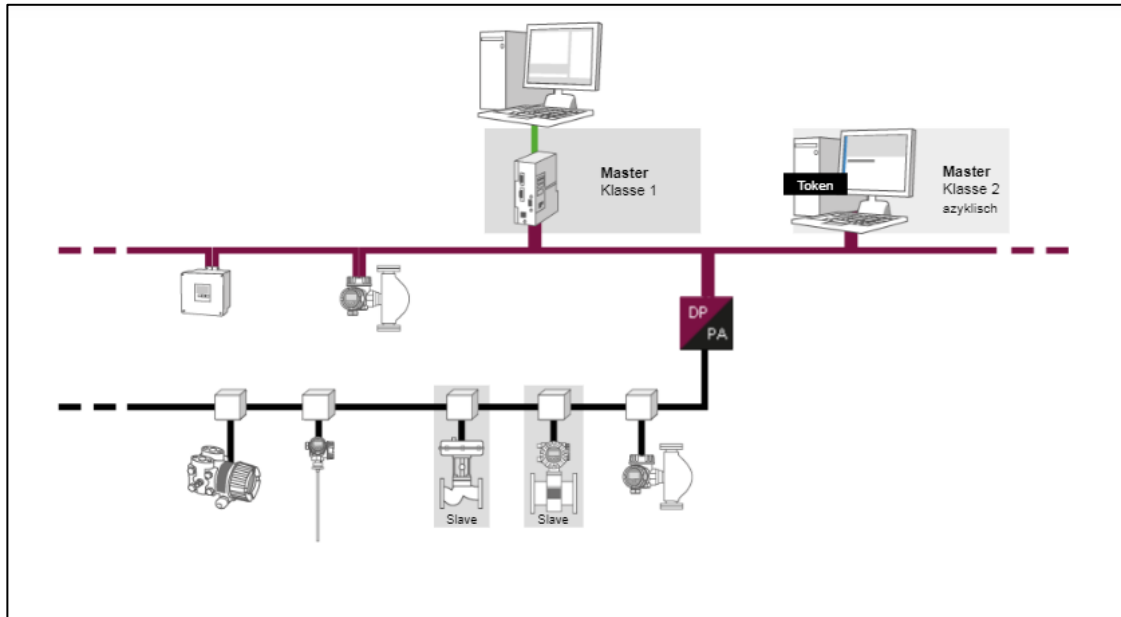 Master
Klasse 1
Master
Klasse 2
azyklisch
Token
DP
PA
Slave
Slave